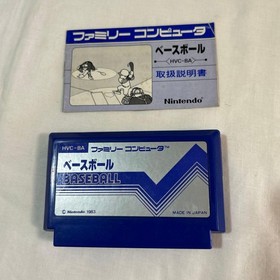 ファミリー コンピュータ
ベースボール
HVC-BA
取扱説明書
Nintendo
HVC-BA ファミリー コンピュータ™
ベースボール
BASEBALL
© Nintendo 1983
MADE IN JAPAN